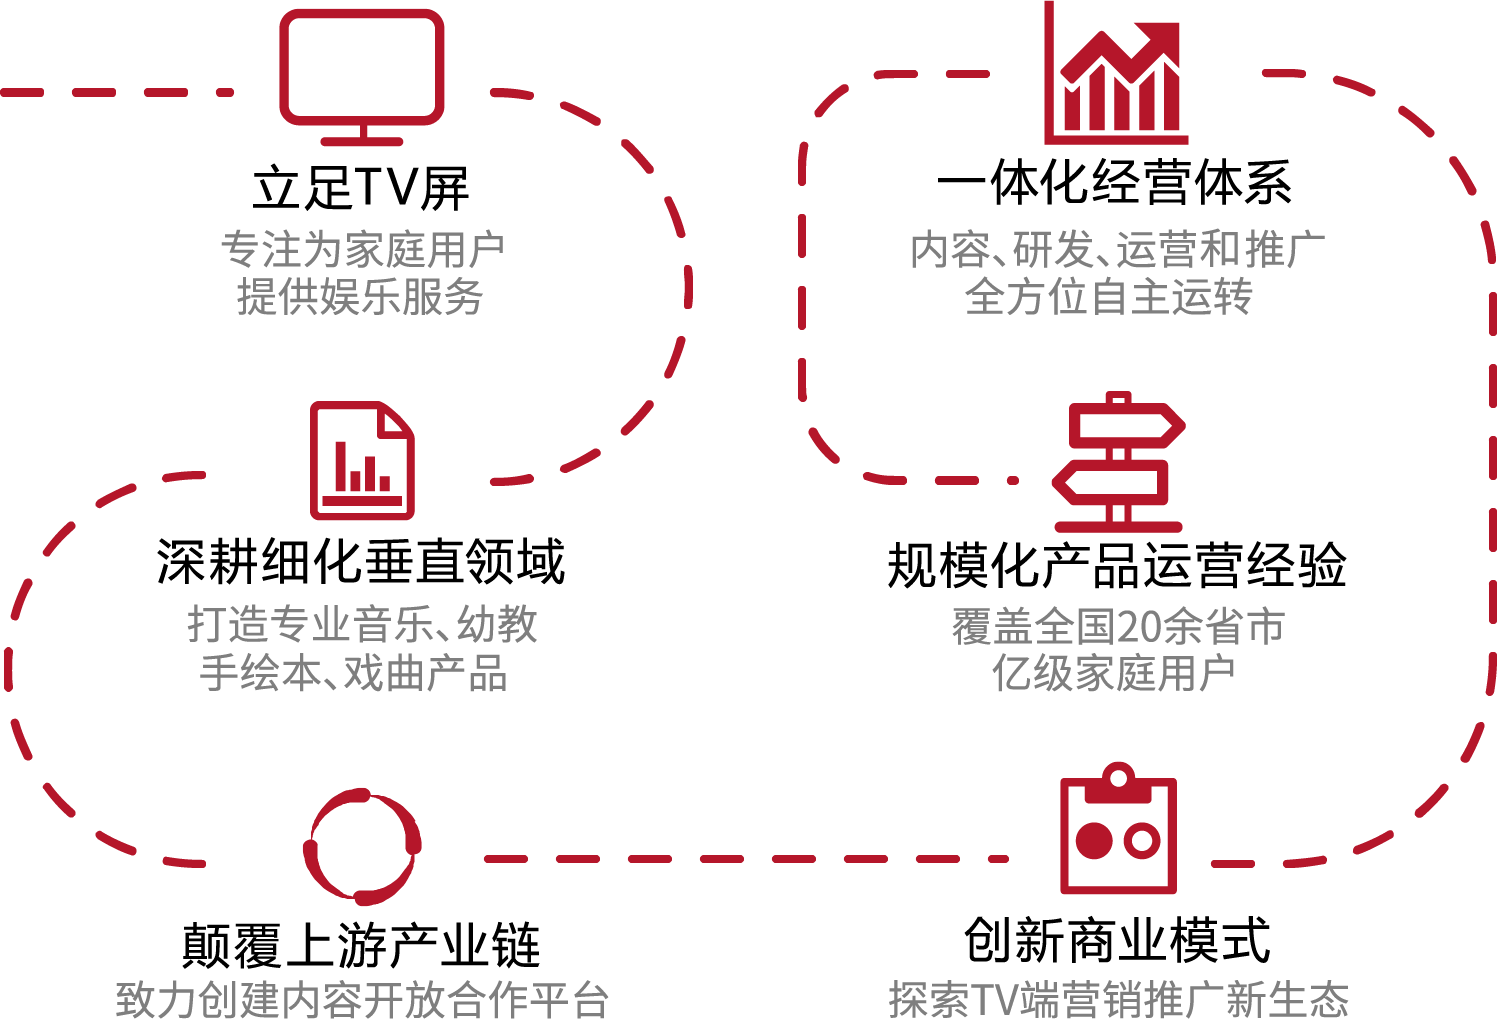 立足TV屏
专注为家庭用户
提供娱乐服务
深耕细化垂直领域
打造专业音乐、幼教
手绘本、戏曲产品
颠覆上游产业链
致力创建内容开放合作平台
创新商业模式
探索TV端营销推广新生态
一体化经营体系
内容、研发、运营和推广
全方位自主运转
规模化产品运营经验
覆盖全国20余省市
亿级家庭用户